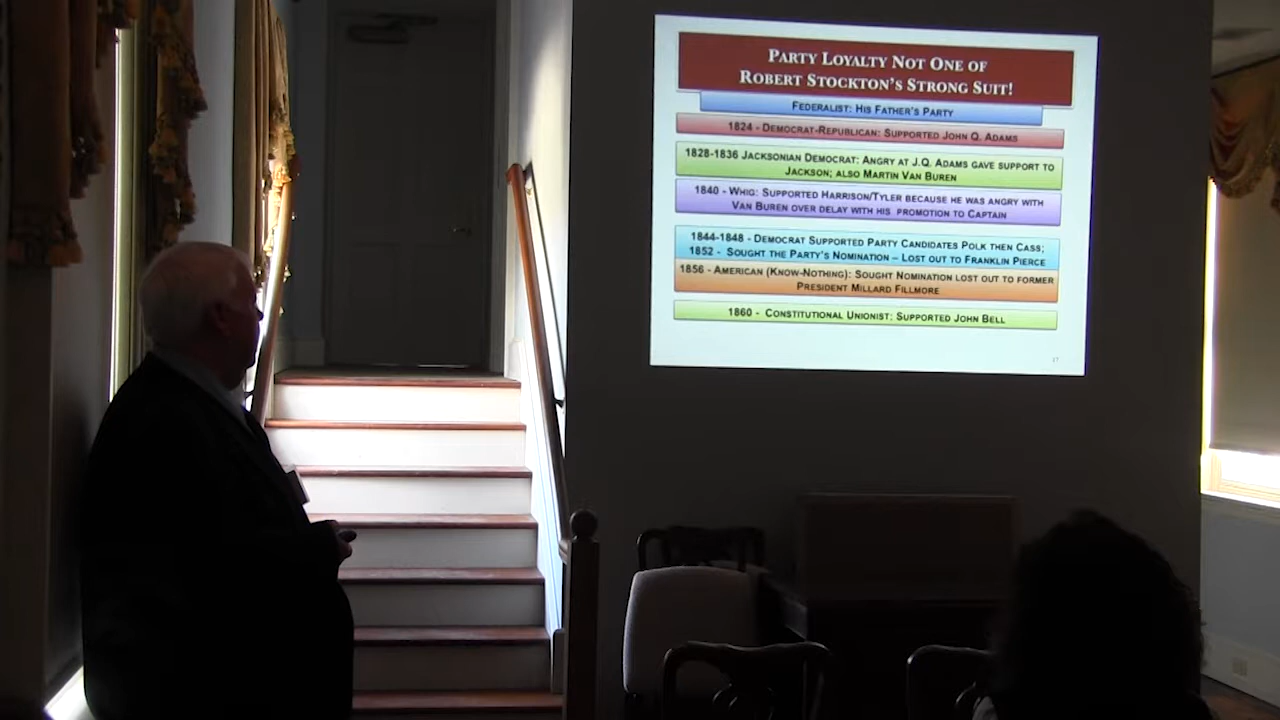 Party Loyalty Not One of
Robert Stockton's Strong Suit!
Federalist: His Father's Party
1824 - Democrat-Republican: Supported John Q. Adams
1828-1836 Jacksonian Democrat: Angry at J.Q. Adams gave support to
Jackson; also Martin Van Buren
1840 - Whig: Supported Harrison/Tyler because he was angry with
Van Buren over delay with his promotion to Captain
1844-1848 - Democrat Supported Party Candidates Polk then Cass;
1852 - Sought the Party's Nomination – Lost out to Franklin Pierce
1856 - American (Know-Nothing): Sought Nomination lost out to former
President Millard Fillmore
1860 - Constitutional Unionist: Supported John Bell
17